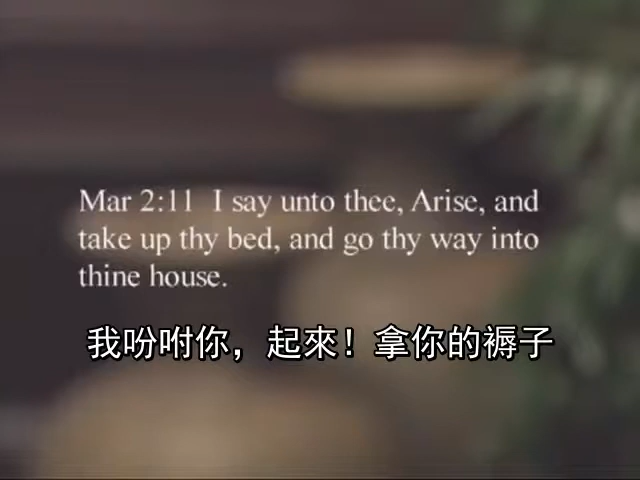 Mar 2:11  I say unto thee, Arise, and
take up thy bed, and go thy way into
thine house.
我吩咐你，起來！拿你的褥子